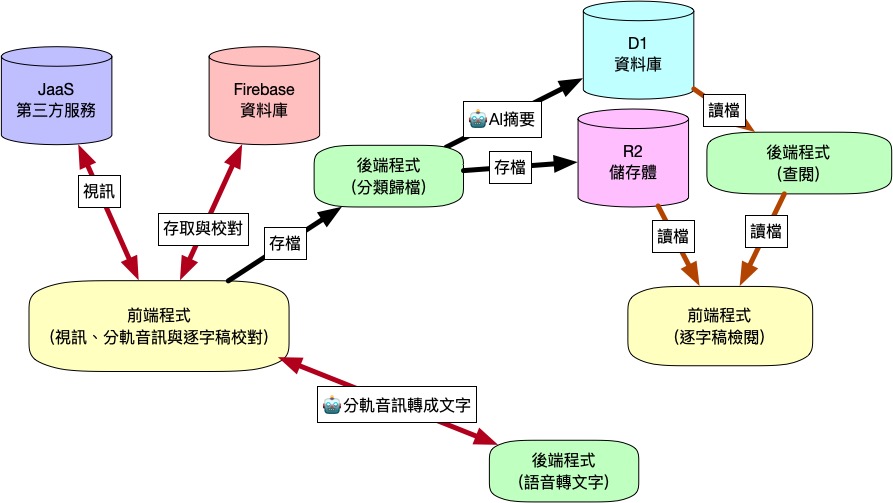 D1
資料庫
JaaS
第三方服務
Firebase
資料庫
🤖AI摘要
讀檔
R2
儲存體
後端程式
(分類歸檔)
存檔
後端程式
(查閱)
視訊
存取與校對
存檔
讀檔
讀檔
前端程式
(視訊、分軌音訊與逐字稿校對)
前端程式
(逐字稿檢閱)
🤖分軌音訊轉成文字
後端程式
(語音轉文字)